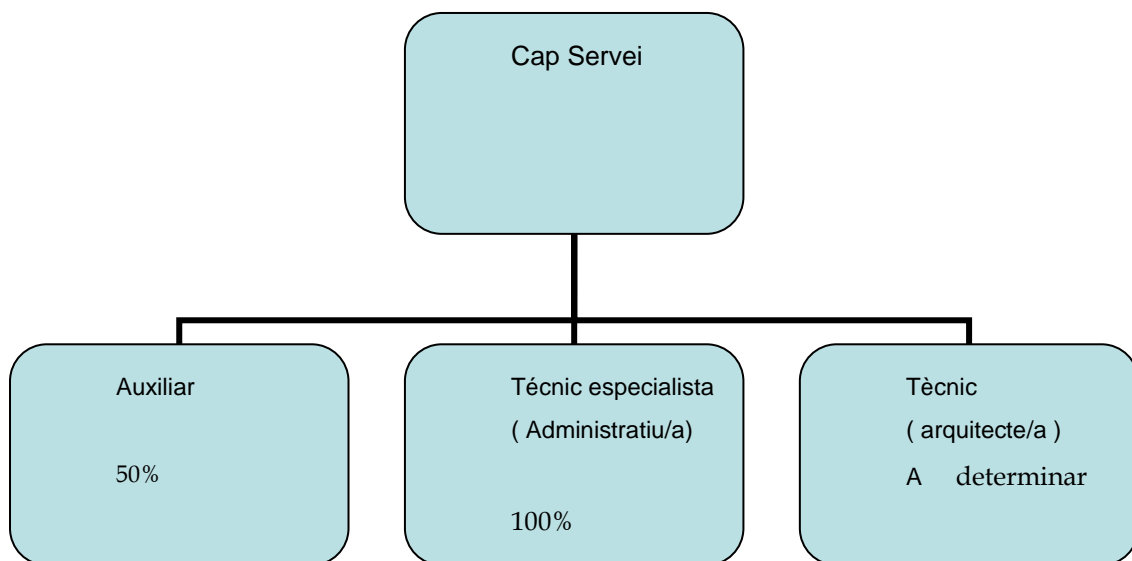 Cap Servei
Auxiliar
50%
Técnic especialista
( Administratiu/a)
100%
Tècnic
( arquitecte/a )
A determinar